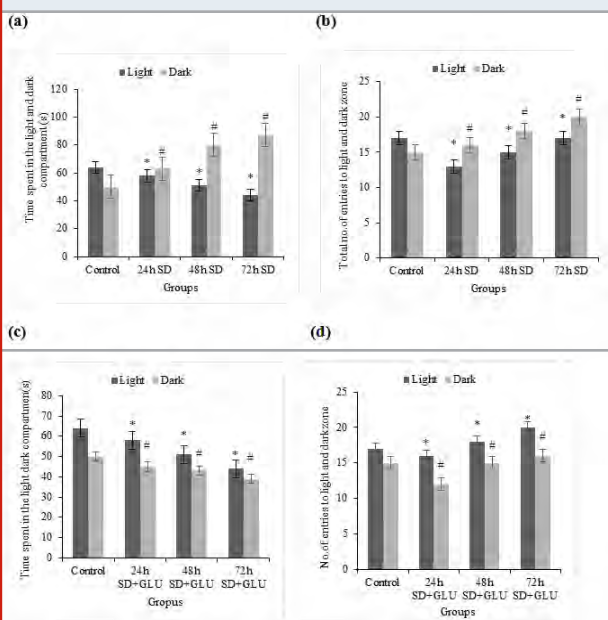 (a)
(b)
Light Dark
Time spent in the light and dark compartment(s)
120
100
80
60
40
20
0
* # * # * #
Control 24h SD 48h SD 72h SD
Groups
Light Dark
Total no. of entries to light and dark zone
25
20
15
10
5
0
* # * # * #
Control 24h SD 48h SD 72h SD
Groups
(c)
(d)
Light Dark
Time spent in the light dark compartment(s)
80
70
60
50
40
30
20
10
0
* # * # * #
Control 24h 48h 72h
SD+GLU SD+GLU SD+GLU
Gropus
Light Dark
No. of entries to light and dark zone
25
20
15
10
5
0
* # * # * #
Control 24h 48h 72h
SD+GLU SD+GLU SD+GLU
Groups